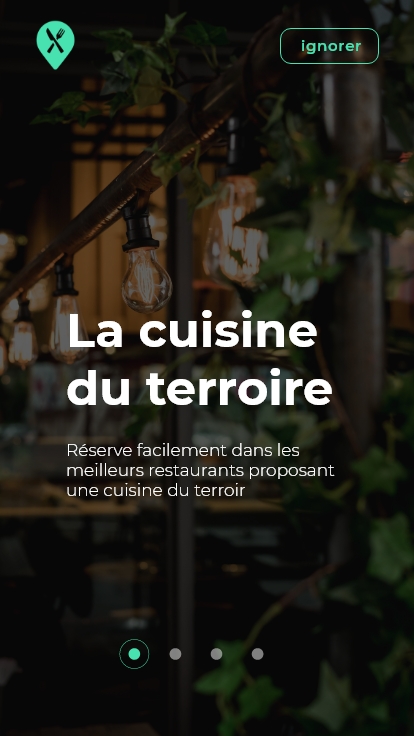 ignorer
La cuisine
du terroire
Réserve facilement dans les
meilleurs restaurants proposant
une cuisine du terroir